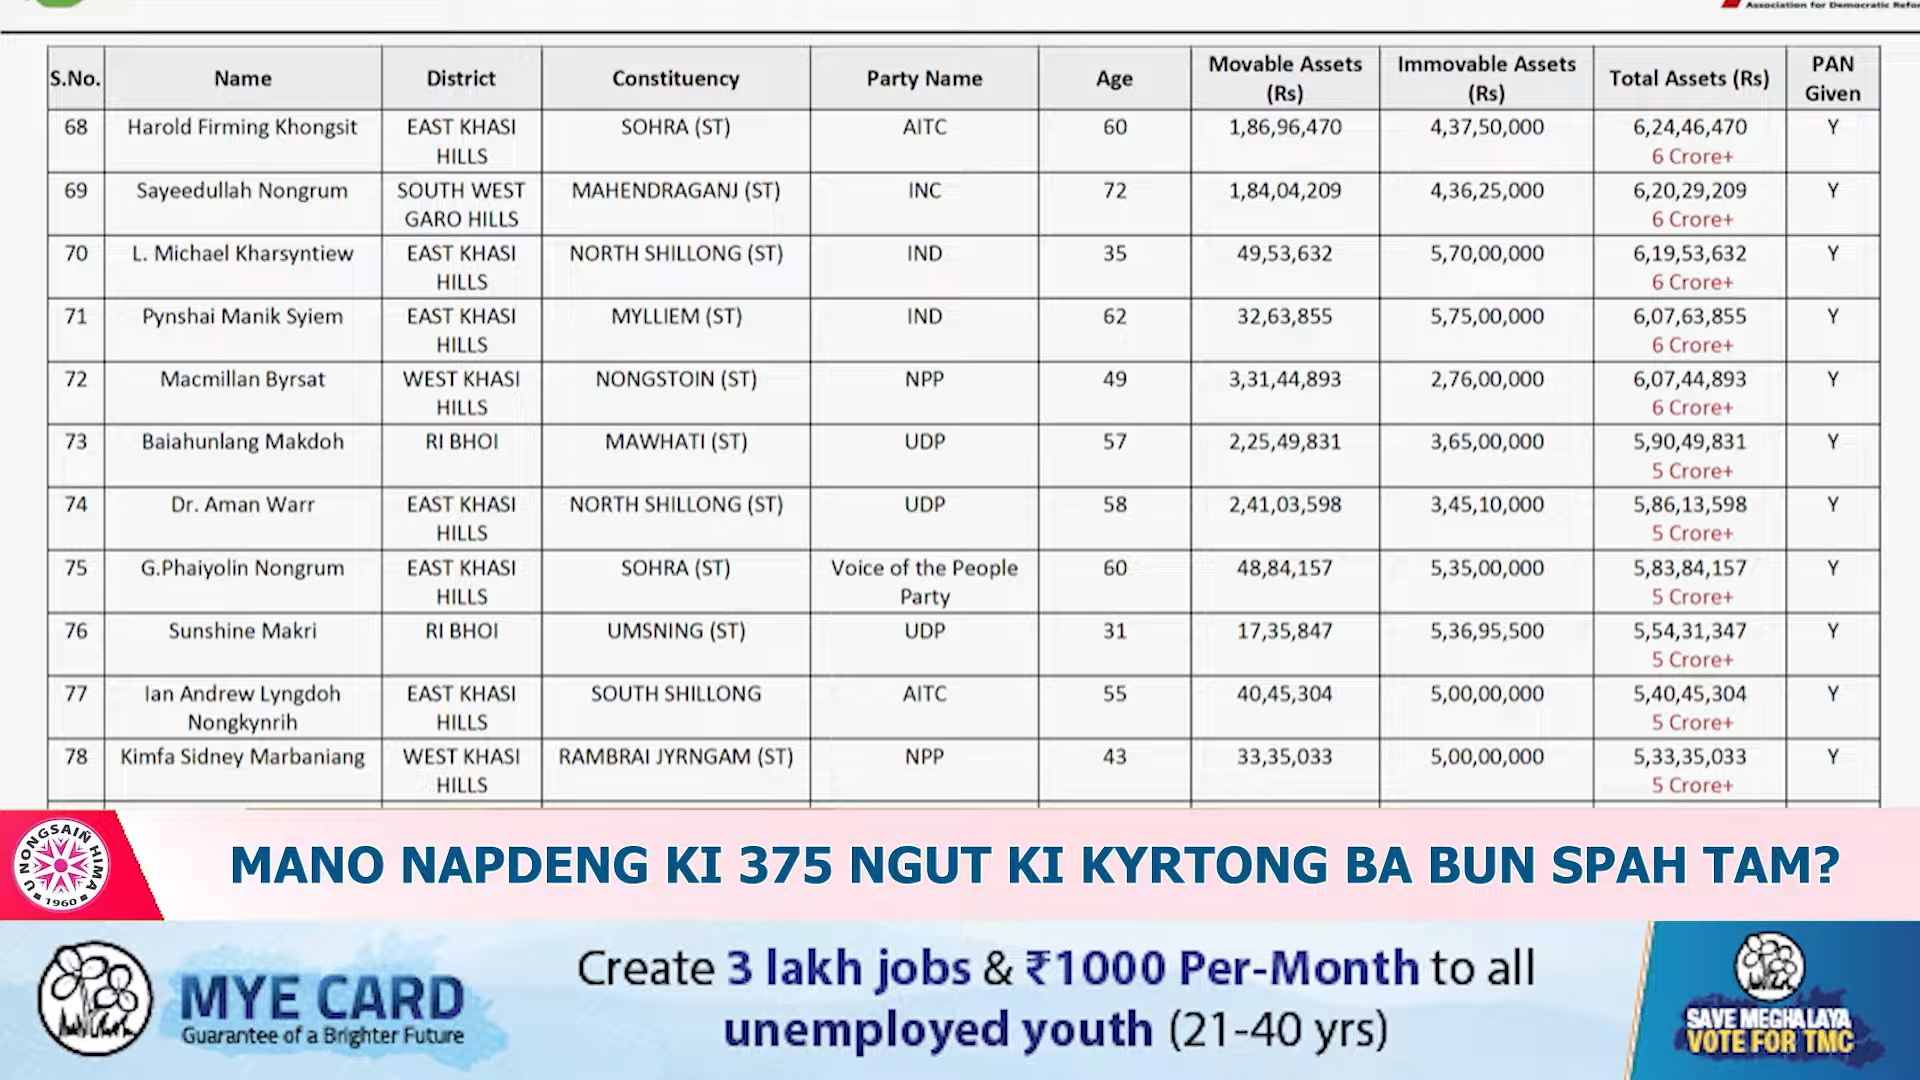 Association for Democratic
S.No. Name District Constituency Party Name Age Movable Assets (Rs) Immovable Assets (Rs) Total Assets (Rs) PAN Given
68 Harold Firming Khongsit EAST KHASI HILLS SOHRA (ST) AITC 60 1,86,96,470 4,37,50,000 6,24,46,470 6 Crore+ Y
69 Sayeedullah Nongrum SOUTH WEST GARO HILLS MAHENDRAGANJ (ST) INC 72 1,84,04,209 4,36,25,000 6,20,29,209 6 Crore+ Y
70 L. Michael Kharsyntiew EAST KHASI HILLS NORTH SHILLONG (ST) IND 35 49,53,632 5,70,00,000 6,19,53,632 6 Crore+ Y
71 Pynshai Manik Syiem EAST KHASI HILLS MYLLIEM (ST) IND 62 32,63,855 5,75,00,000 6,07,63,855 6 Crore+ Y
72 Macmillan Byrsat WEST KHASI HILLS NONGSTOIN (ST) NPP 49 3,31,44,893 2,76,00,000 6,07,44,893 6 Crore+ Y
73 Baiahunlang Makdoh RI BHOI MAWHATI (ST) UDP 57 2,25,49,831 3,65,00,000 5,90,49,831 5 Crore+ Y
74 Dr. Aman Warr EAST KHASI HILLS NORTH SHILLONG (ST) UDP 58 2,41,03,598 3,45,10,000 5,86,13,598 5 Crore+ Y
75 G.Phaiyolin Nongrum EAST KHASI HILLS SOHRA (ST) Voice of the People Party 60 48,84,157 5,35,00,000 5,83,84,157 5 Crore+ Y
76 Sunshine Makri RI BHOI UMSNING (ST) UDP 31 17,35,847 5,36,95,500 5,54,31,347 5 Crore+ Y
77 Ian Andrew Lyngdoh Nongkynrih EAST KHASI HILLS SOUTH SHILLONG AITC 55 40,45,304 5,00,00,000 5,40,45,304 5 Crore+ Y
78 Kimfa Sidney Marbaniang WEST KHASI HILLS RAMBRAI JYRNGAM (ST) NPP 43 33,35,033 5,00,00,000 5,33,35,033 5 Crore+ Y
U NONGSAIÑ HIMA
1960
MANO NAPDENG KI 375 NGUT KI KYRTONG BA BUN SPAH TAM?
MYE CARD
Guarantee of a Brighter Future
Create 3 lakh jobs & ₹1000 Per-Month to all
unemployed youth (21-40 yrs)
SAVE MEGHALAYA
VOTE FOR TMC